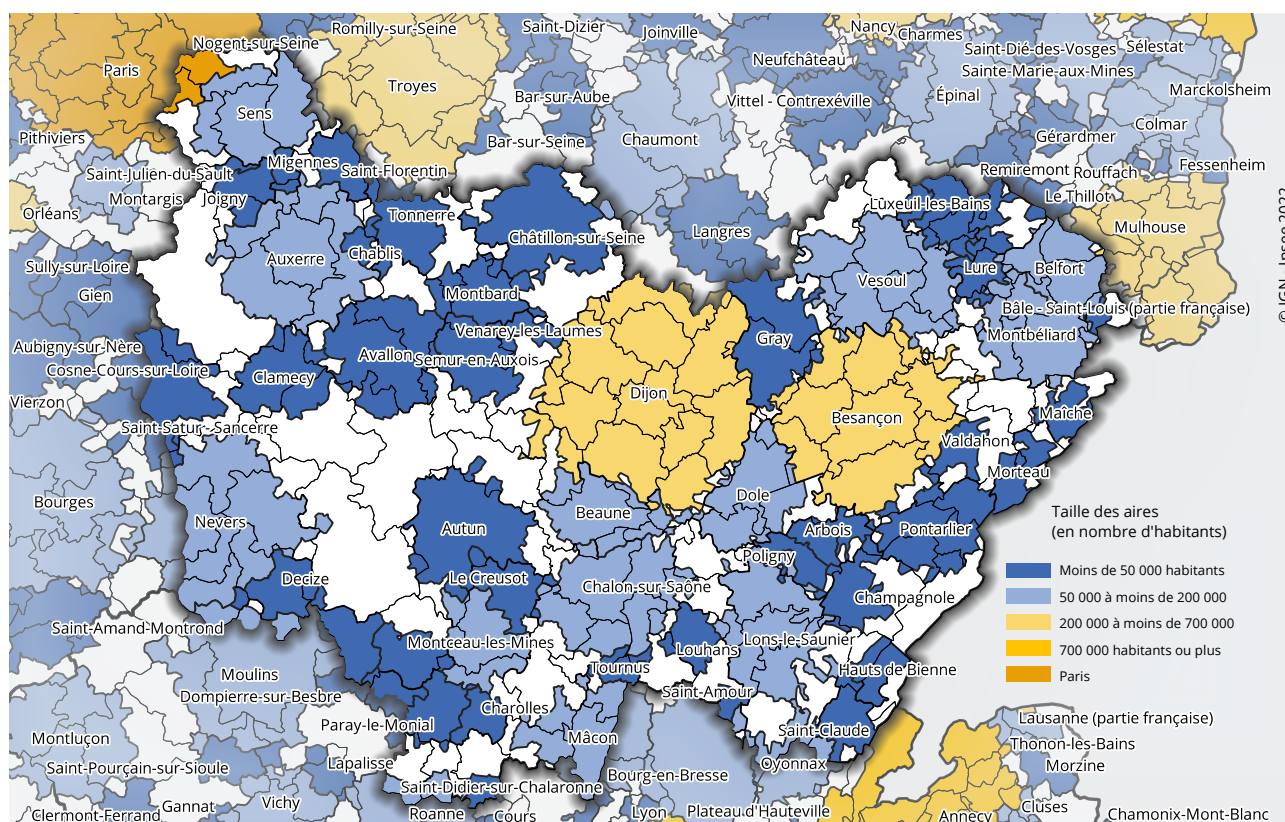 Romilly-sur-Seine
Saint-Dizier
Joinville
Nancy
Charmes
Nogent-sur-Seine
Saint-Dié-des-Vosges
Sélestat
Paris
Neufchâteau
Sainte-Marie-aux-Mines
Troyes
Bar-sur-Aube
Vittel - Contrexéville
Épinal
Marckolsheim
Sens
Pithiviers
Bar-sur-Seine
Chaumont
Gérardmer
Colmar
Migennes
Saint-Florentin
Saint-Julien-du-Sault
Remiremont
Rouffach
Fessenheim
Montargis
Joigny
Le Thillot
Orléans
Tonnerre
Luxeuil-les-Bains
Châtillon-sur-Seine
Langres
Mulhouse
Sully-sur-Loire
Auxerre
Chablis
Lure
Belfort
Vesoul
Gien
Montbard
Bâle - Saint-Louis (partie française)
Venarey-les-Laumes
Montbéliard
Gray
Aubigny-sur-Nère
Avallon
Semur-en-Auxois
Cosne-Cours-sur-Loire
Clamecy
Dijon
Vierzon
Besançon
Maîche
Saint-Satur - Sancerre
Valdahon
Morteau
Bourges
Dole
Nevers
Beaune
Autun
Arbois
Pontarlier
Poligny
Decize
Le Creusot
Chalon-sur-Saône
Champagnole
Saint-Amand-Montrond
Montceau-les-Mines
Louhans
Lons-le-Saunier
Tournus
Hauts de Bienne
Moulins
Dompierre-sur-Besbre
Saint-Amour
Charolles
Paray-le-Monial
Saint-Claude
Mâcon
Montluçon
Saint-Pourçain-sur-Sioule
Lapalisse
Oyonnax
Bourg-en-Bresse
Saint-Didier-sur-Chalaronne
Gannat
Vichy
Clermont-Ferrand
Roanne
Cours
Lyon
Plateau d'Hauteville
Annecy
Lausanne (partie française)
Thonon-les-Bains
Morzine
Cluses
Chamonix-Mont-Blanc
Taille des aires
(en nombre d'habitants)
Moins de 50 000 habitants
50 000 à moins de 200 000
200 000 à moins de 700 000
700 000 habitants ou plus
Paris
© IGN - Insee 2022